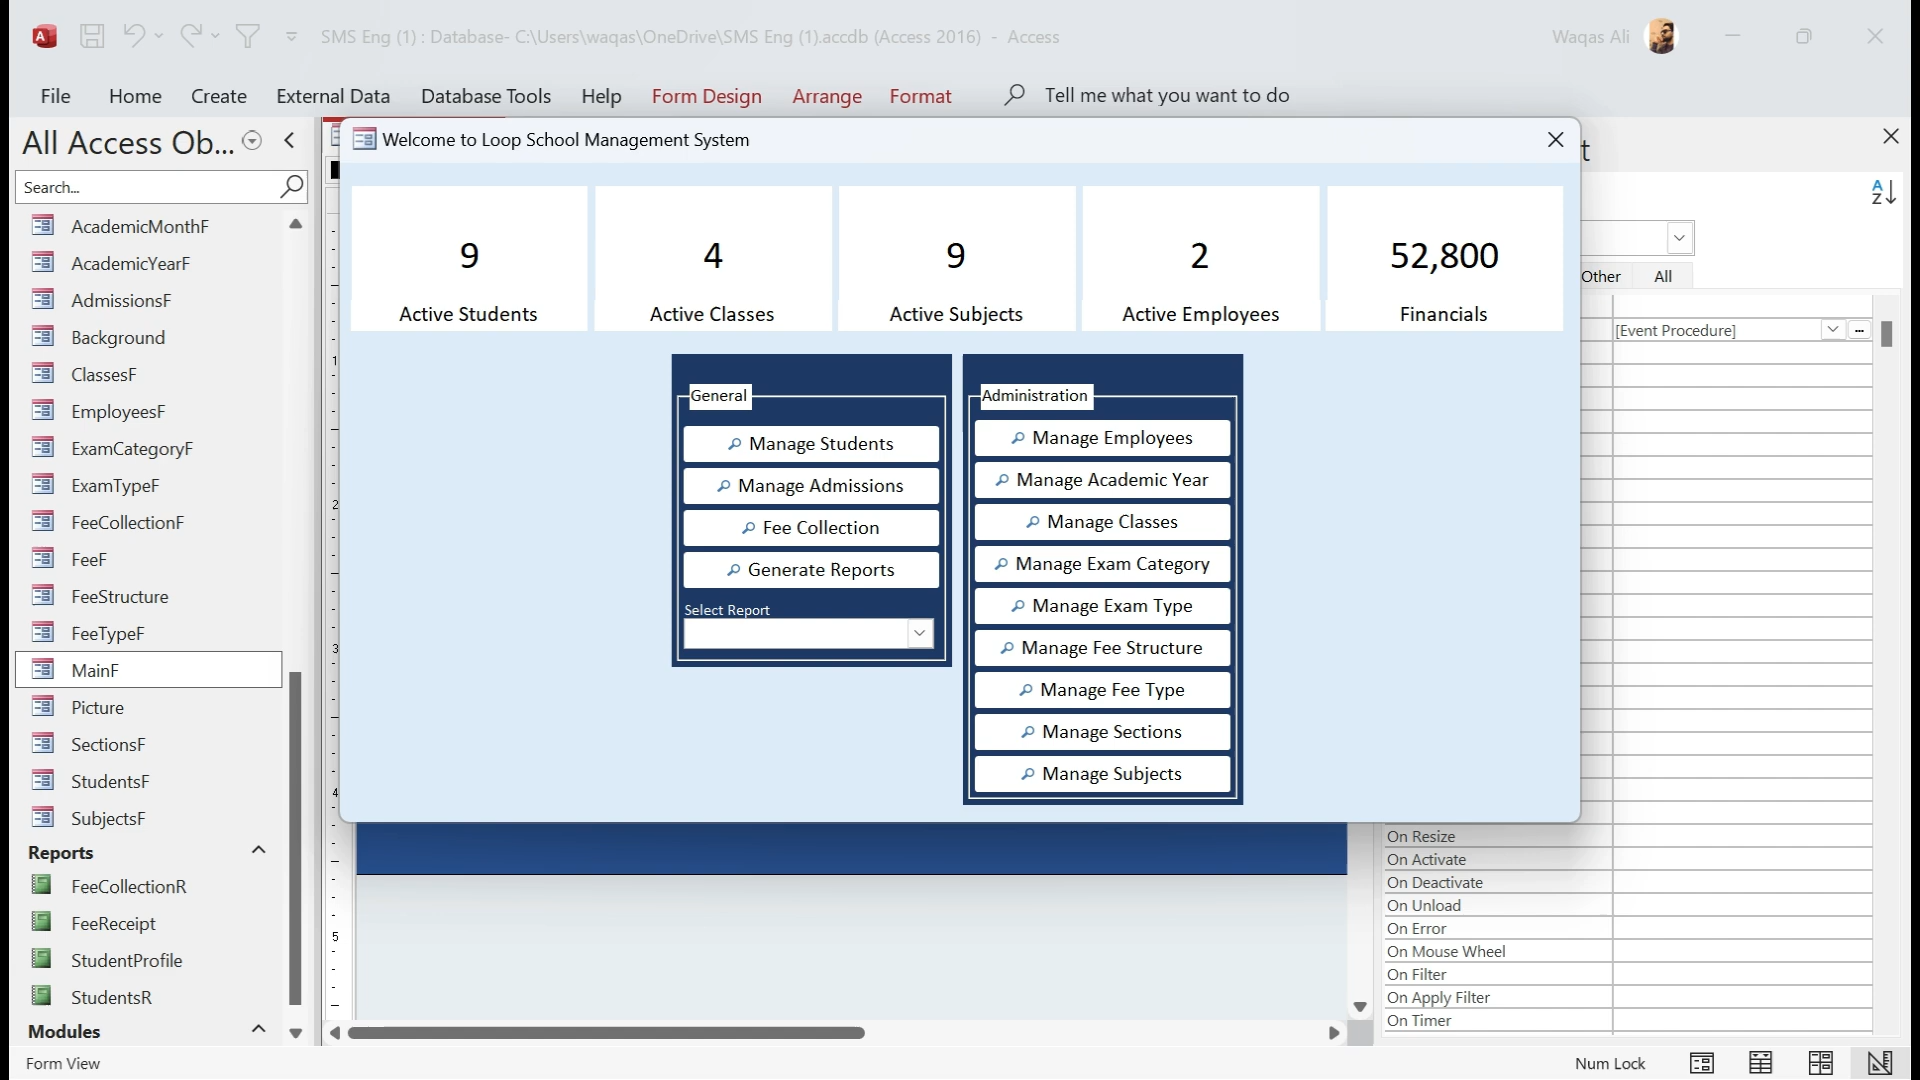 SMS Eng (1) : Database- C:\Users\waqas\OneDrive\SMS Eng (1).accdb (Access 2016)  -  Access
Waqas Ali
File
Home
Create
External Data
Database Tools
Help
Form Design
Arrange
Format
Tell me what you want to do
All Access Ob...
Search...
AcademicMonthF
AcademicYearF
AdmissionsF
Background
ClassesF
EmployeesF
ExamCategoryF
ExamTypeF
FeeCollectionF
FeeF
FeeStructure
FeeTypeF
MainF
Picture
SectionsF
StudentsF
SubjectsF
Reports
FeeCollectionR
FeeReceipt
StudentProfile
StudentsR
Modules
1
2
3
4
5
Welcome to Loop School Management System
9
Active Students
4
Active Classes
9
Active Subjects
2
Active Employees
52,800
Financials
General
Manage Students
Manage Admissions
Fee Collection
Generate Reports
Select Report
Administration
Manage Employees
Manage Academic Year
Manage Classes
Manage Exam Category
Manage Exam Type
Manage Fee Structure
Manage Fee Type
Manage Sections
Manage Subjects
t
A
Z
Other
All
[Event Procedure]
...
On Resize
On Activate
On Deactivate
On Unload
On Error
On Mouse Wheel
On Filter
On Apply Filter
On Timer
Form View
Num Lock